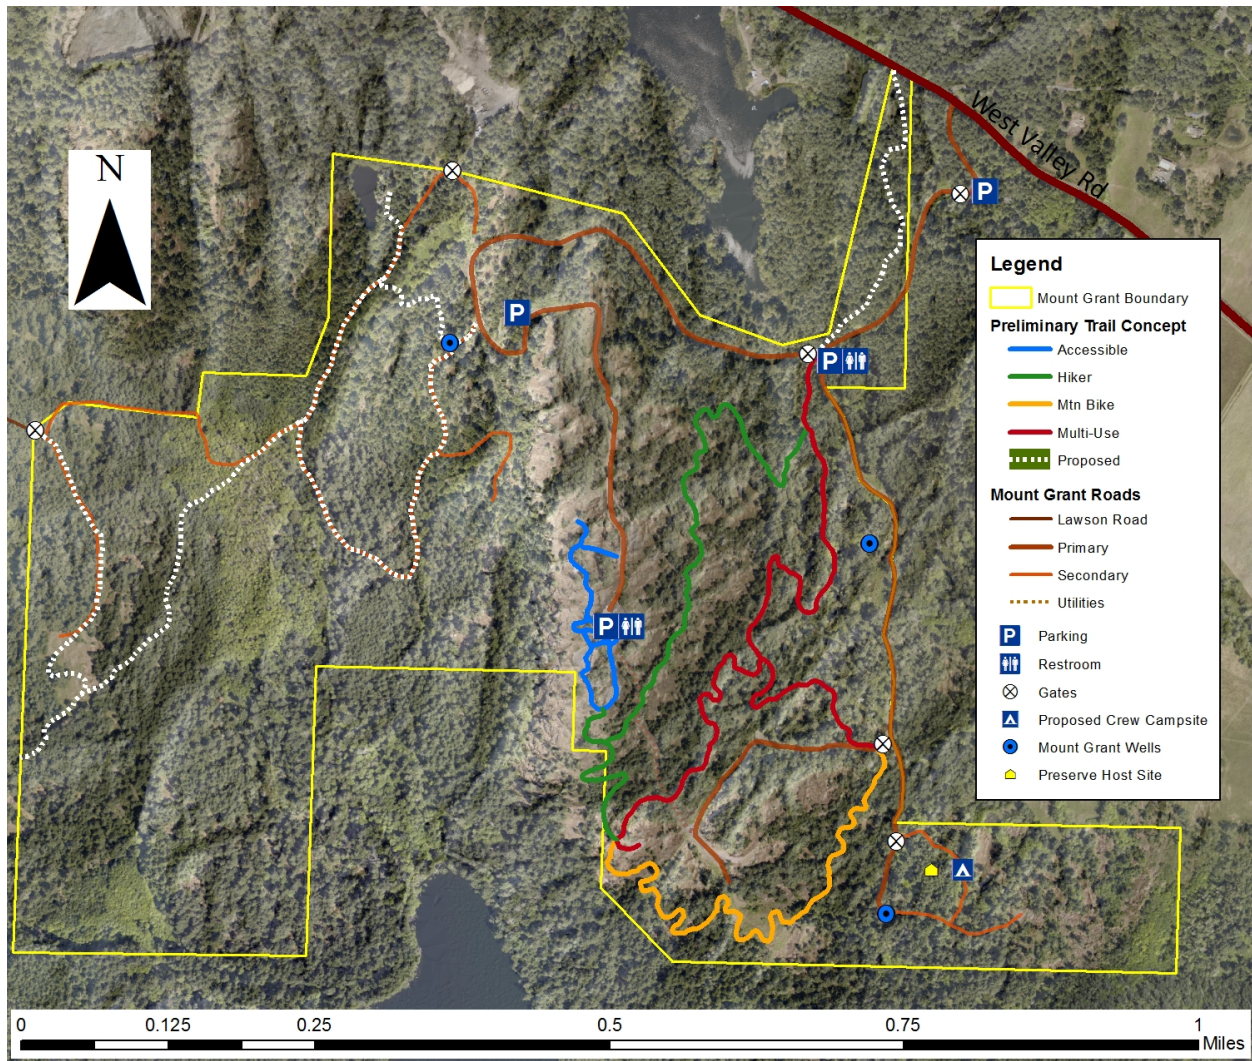 West Valley Rd
N
P
P
P
P
Legend
Mount Grant Boundary
Preliminary Trail Concept
Accessible
Hiker
Mtn Bike
Multi-Use
Proposed
Mount Grant Roads
Lawson Road
Primary
Secondary
Utilities
P Parking
Restroom
Gates
Proposed Crew Campsite
Mount Grant Wells
Preserve Host Site
0 0.125 0.25 0.5 0.75 1
Miles